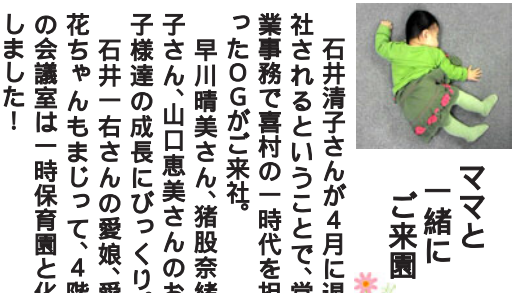 ママと
一緒に
ご来園
石井清子さんが４月に退
社されるということで、営
業事務で喜村の一時代を担
ったＯＧがご来社。
早川晴美さん、猪股奈緒
子さん、山口恵美さんのお
子様達の成長にびっくり。
石井一右さんの愛娘、愛
花ちゃんもまじって、４階
の会議室は一時保育園と化
しました！